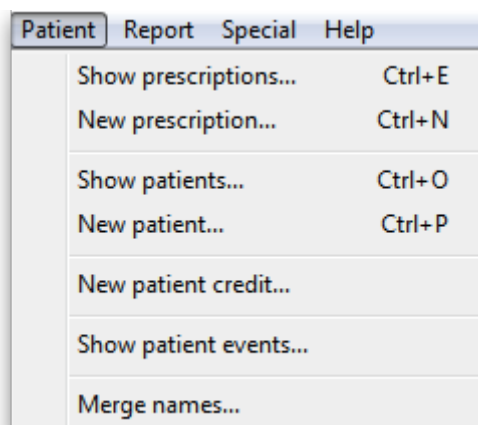 Patient Report Special Help
Show prescriptions... Ctrl+E
New prescription... Ctrl+N
Show patients... Ctrl+O
New patient... Ctrl+P
New patient credit...
Show patient events...
Merge names...